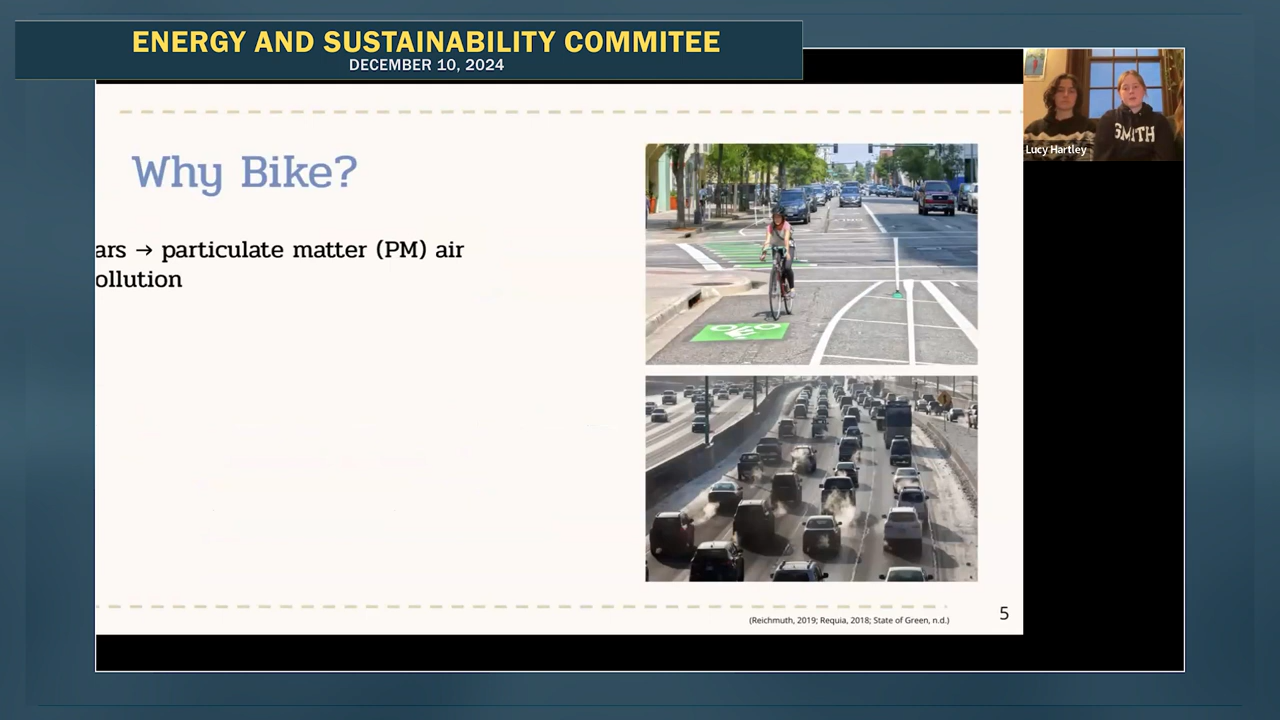 ENERGY AND SUSTAINABILITY COMMITEE
DECEMBER 10, 2024
SMITH
Lucy Hartley
Why Bike?
ars → particulate matter (PM) air
ollution
(Reichmuth, 2019; Requia, 2018; State of Green, n.d.)
5